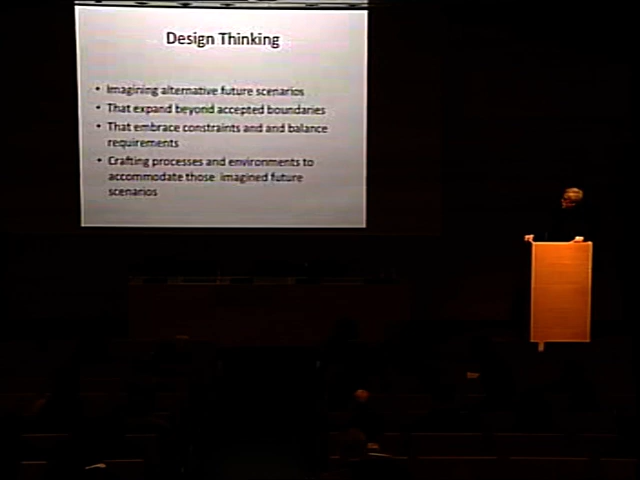 Design Thinking
• Imagining alternative future scenarios
• That expand beyond accepted boundaries
• That embrace constraints and and balance
requirements
• Crafting processes and environments to
accommodate those imagined future
scenarios